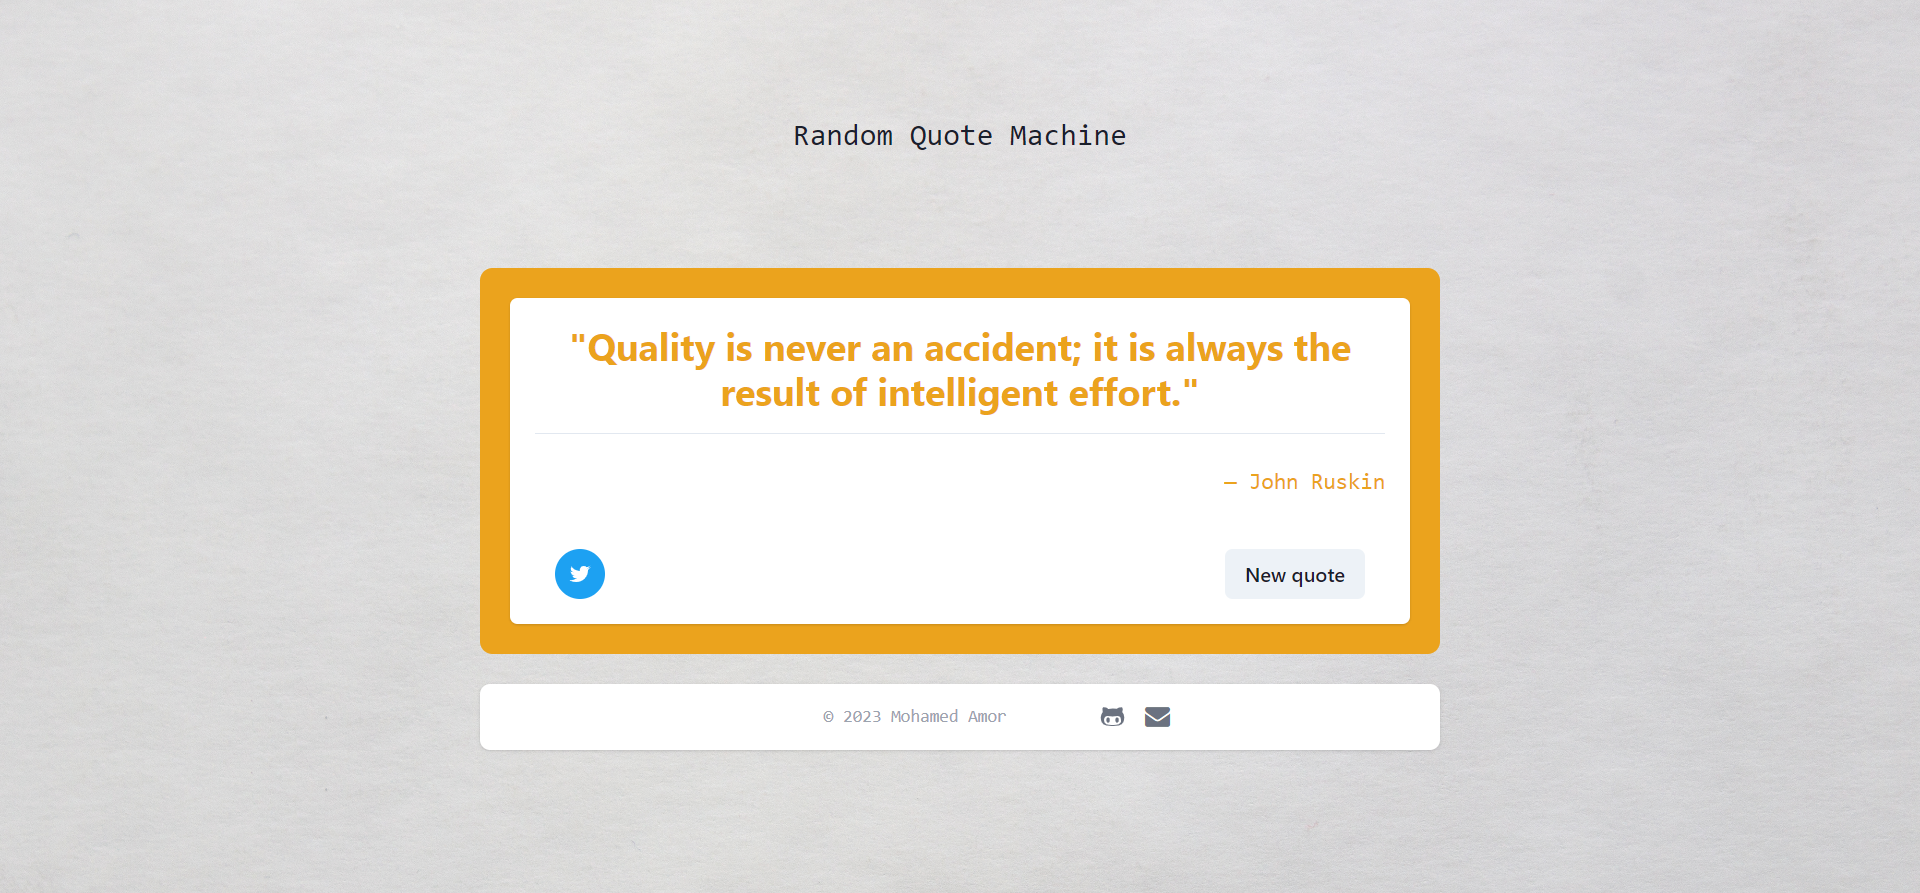 Random Quote Machine
"Quality is never an accident; it is always the
result of intelligent effort."
— John Ruskin
New quote
© 2023 Mohamed Amor